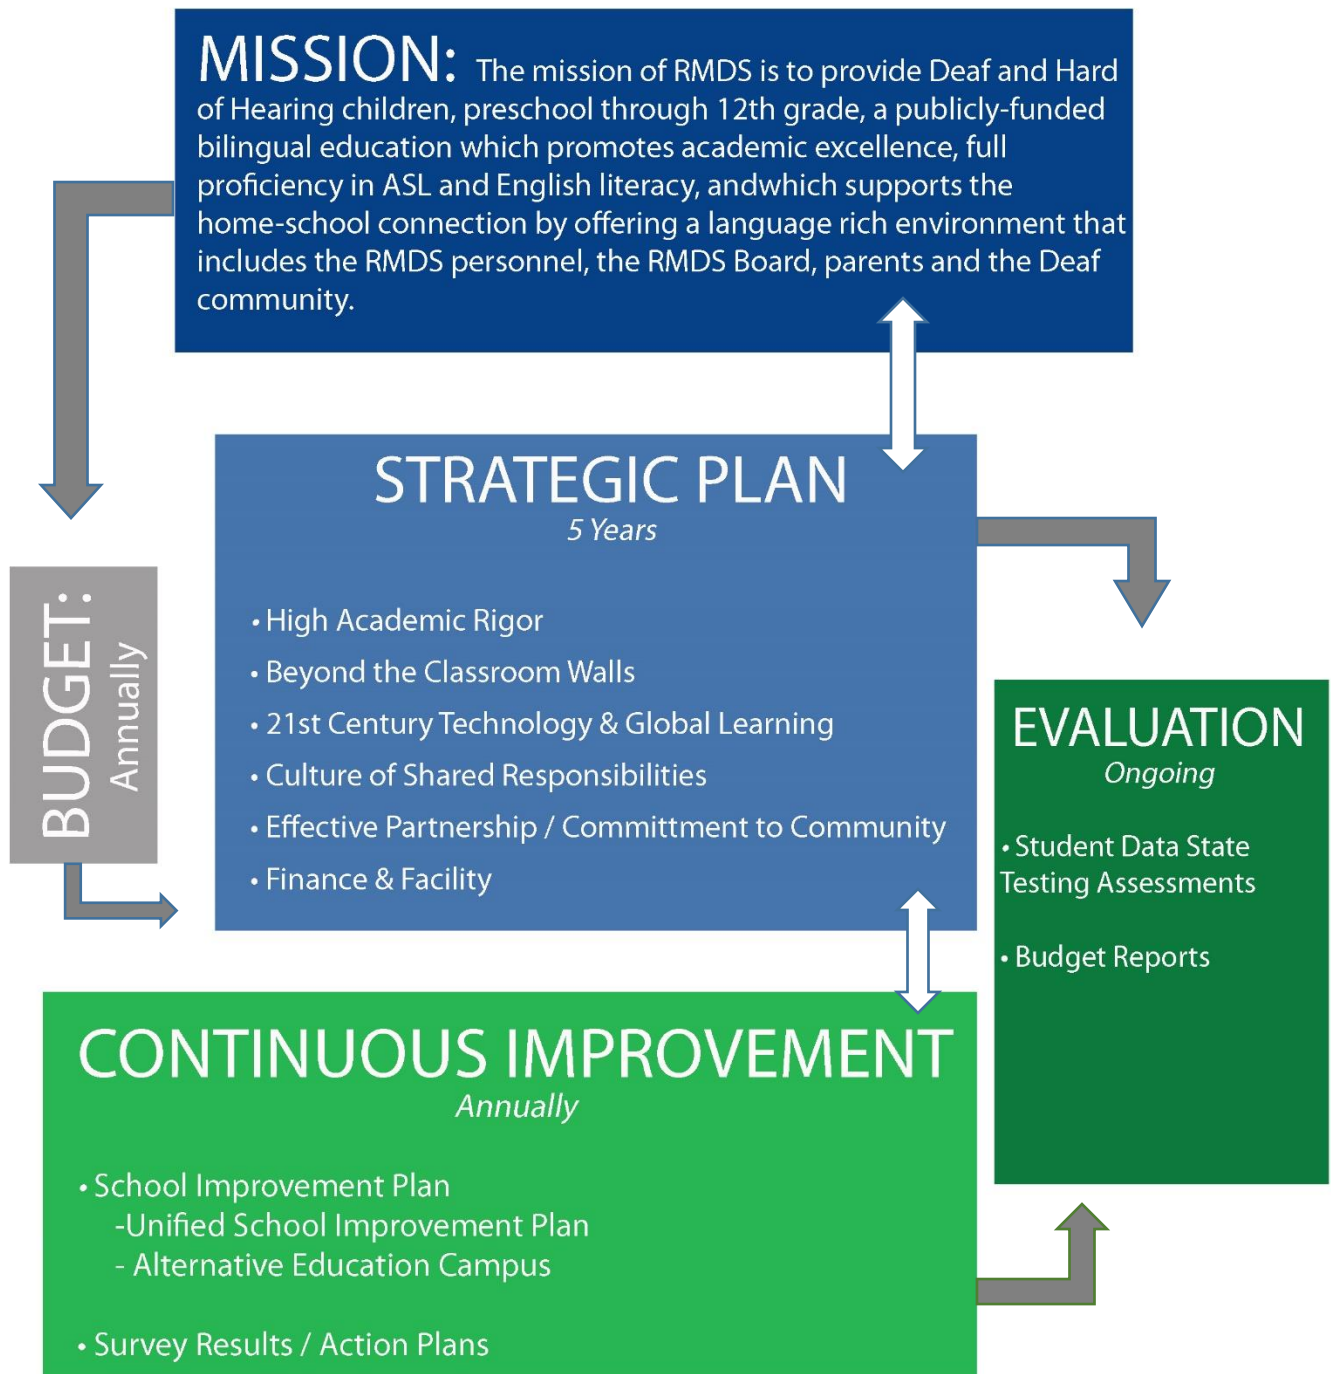 MISSION: The mission of RMDS is to provide Deaf and Hard
of Hearing children, preschool through 12th grade, a publicly-funded
bilingual education which promotes academic excellence, full
proficiency in ASL and English literacy, andwhich supports the
home-school connection by offering a language rich environment that
includes the RMDS personnel, the RMDS Board, parents and the Deaf
community.
STRATEGIC PLAN
5 Years
• High Academic Rigor
• Beyond the Classroom Walls
• 21st Century Technology & Global Learning
• Culture of Shared Responsibilities
• Effective Partnership / Committment to Community
• Finance & Facility
BUDGET:
Annually
EVALUATION
Ongoing
• Student Data State
Testing Assessments
• Budget Reports
CONTINUOUS IMPROVEMENT
Annually
• School Improvement Plan
-Unified School Improvement Plan
- Alternative Education Campus
• Survey Results / Action Plans